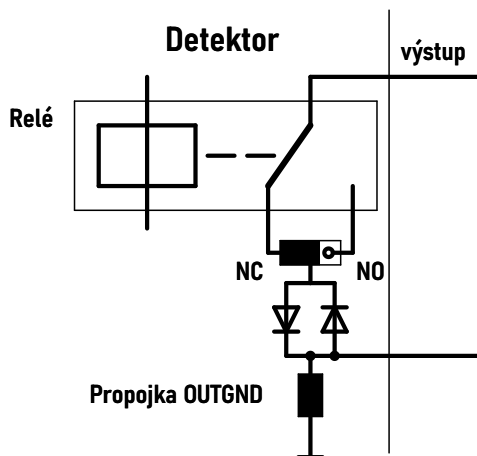 Detektor
výstup
Relé
NC
NO
Propojka OUTGND